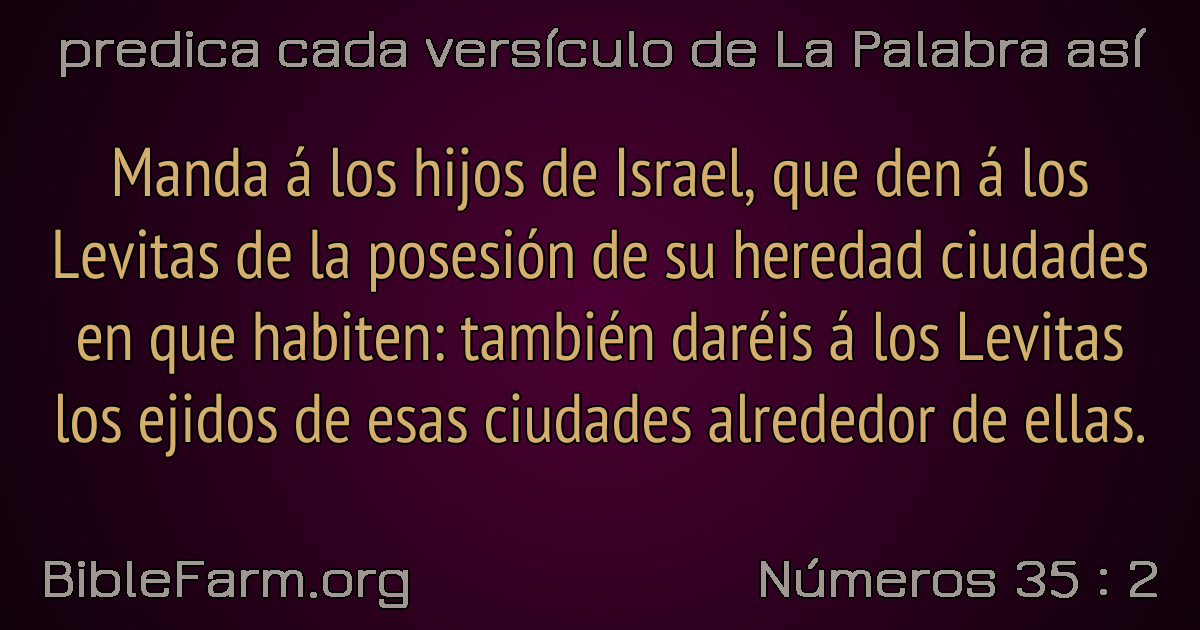 predica cada versículo de La Palabra así
Manda á los hijos de Israel, que den á los
Levitas de la posesión de su heredad ciudades
en que habiten: también daréis á los Levitas
los ejidos de esas ciudades alrededor de ellas.
BibleFarm.org
Números 35 : 2